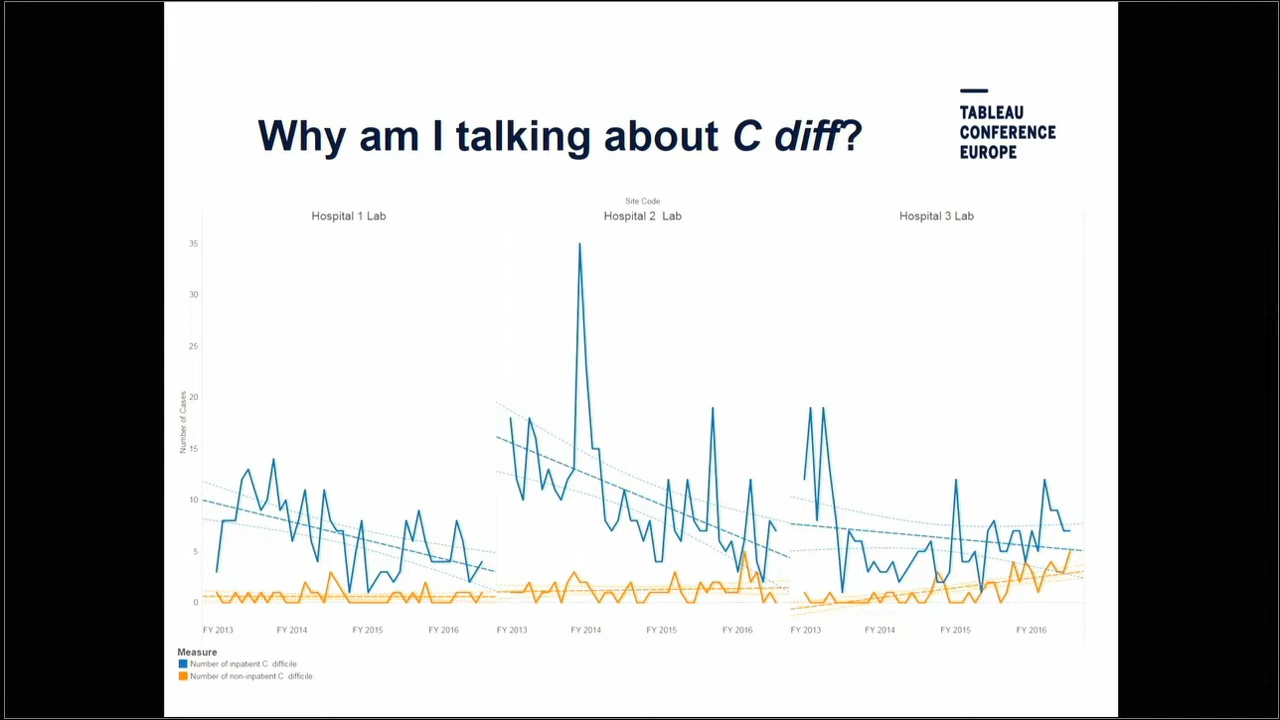 Why am I talking about C diff?
TABLEAU
CONFERENCE
EUROPE
Site Code
Hospital 1 Lab
Hospital 2 Lab
Hospital 3 Lab
Number of Cases
35
30
25
20
15
10
5
0
FY 2013
FY 2014
FY 2015
FY 2016
FY 2013
FY 2014
FY 2015
FY 2016
FY 2013
FY 2014
FY 2015
FY 2016
Measure
Number of inpatient C difficile
Number of non-inpatient C difficile